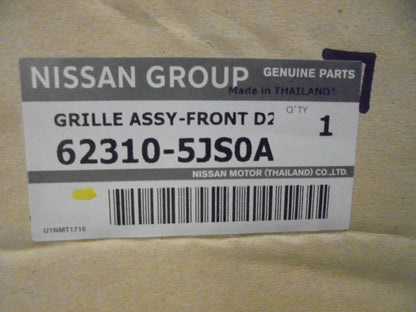 NISSAN GROUP GENUINE PARTS
Made in THAILAND*
GRILLE ASSY-FRONT D2 Q'TY
62310-5JS0A 1
NISSAN MOTOR (THAILAND) CO.,LTD.
U1NMT1710